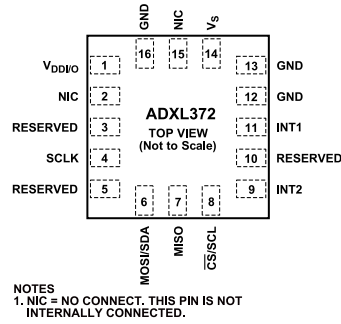 GND
NIC
VS
16
15
14
VDDI/O
1
13
GND
NIC
2
12
GND
RESERVED
3
ADXL372
TOP VIEW
(Not to Scale)
11
INT1
SCLK
4
10
RESERVED
RESERVED
5
9
INT2
6
7
8
MOSI/SDA
MISO
CS/SCL
NOTES
1. NIC = NO CONNECT. THIS PIN IS NOT
INTERNALLY CONNECTED.